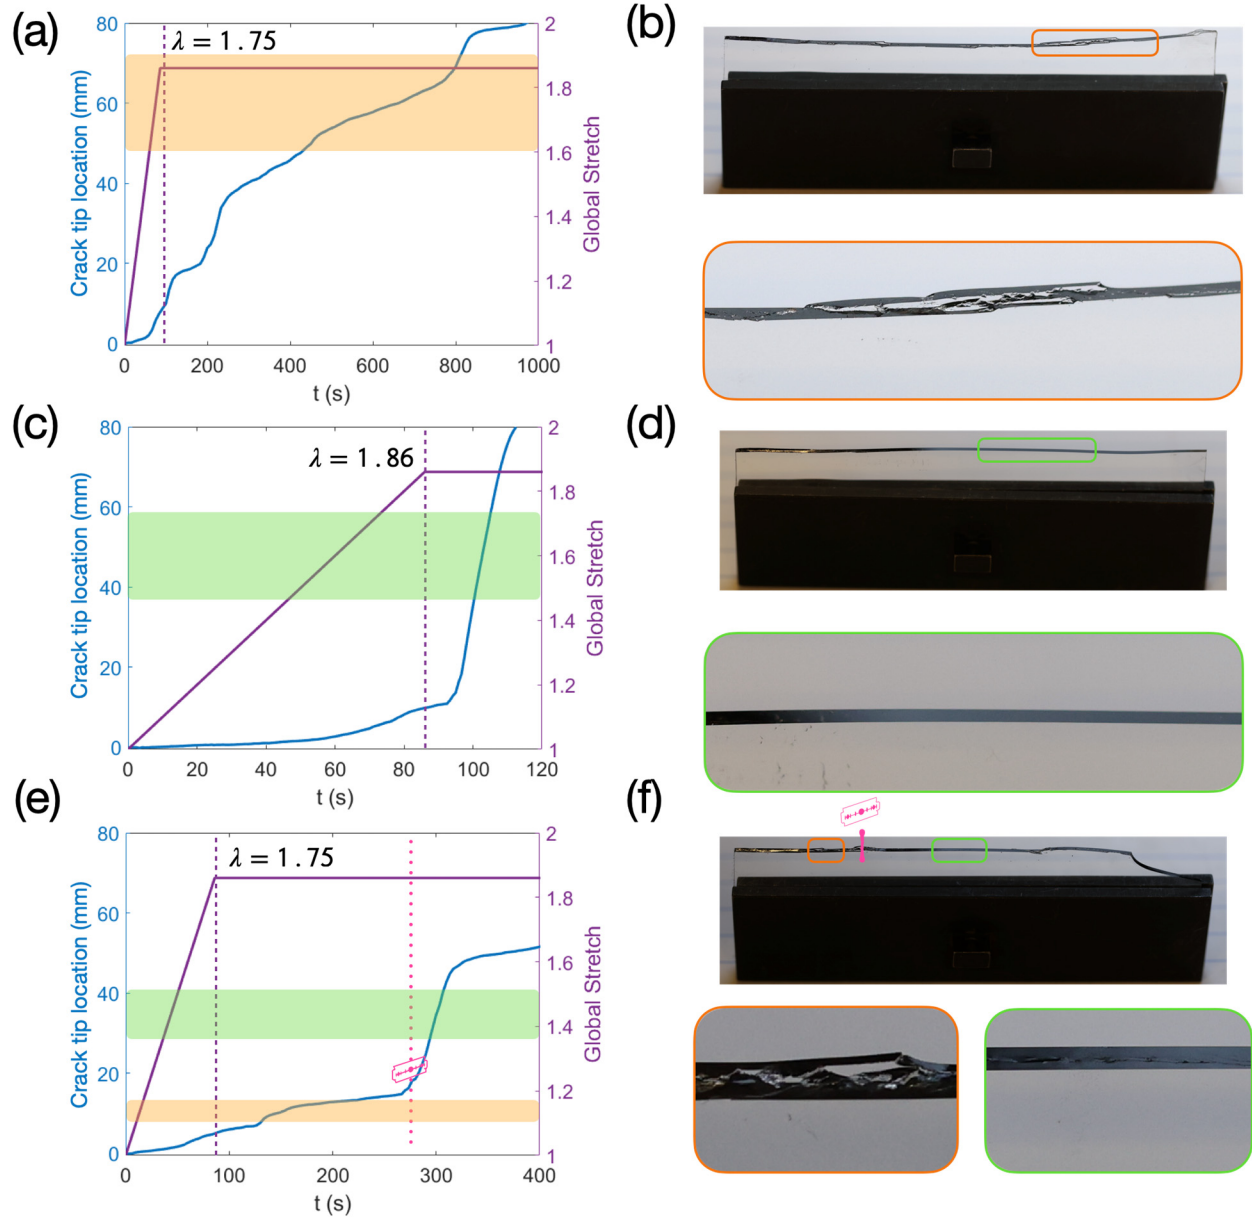 (a)
λ = 1.75
Crack tip location (mm)
80
60
40
20
0
2
1.8
1.6
1.4
1.2
1
Global Stretch
0 200 400 600 800 1000
t (s)
(b)
(c)
λ = 1.86
Crack tip location (mm)
80
60
40
20
0
2
1.8
1.6
1.4
1.2
1
Global Stretch
0 20 40 60 80 100 120
t (s)
(d)
(e)
λ = 1.75
Crack tip location (mm)
80
60
40
20
0
2
1.8
1.6
1.4
1.2
1
Global Stretch
0 100 200 300 400
t (s)
(f)